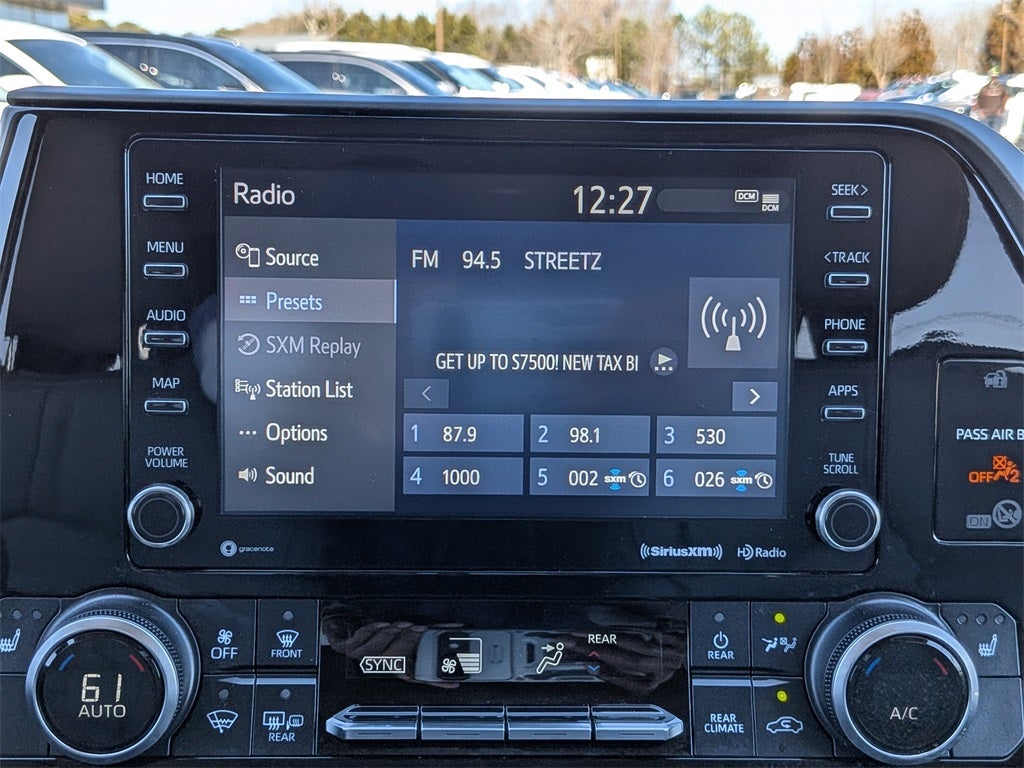 HOME
MENU
AUDIO
MAP
POWER
VOLUME
Radio
12:27
DCM
DCM
Source
Presets
SXM Replay
Station List
Options
Sound
FM 94.5 STREETZ
GET UP TO S7500! NEW TAX BI
< >
1 87.9
2 98.1
3 530
4 1000
5 002 sxm
6 026 sxm
gracenote
((SiriusXM))
HD Radio
SEEK >
< TRACK
PHONE
APPS
TUNE
SCROLL
PASS AIR B
OFF 2
ON
61
AUTO
OFF
FRONT
REAR
SYNC
REAR
REAR
REAR
CLIMATE
A/C